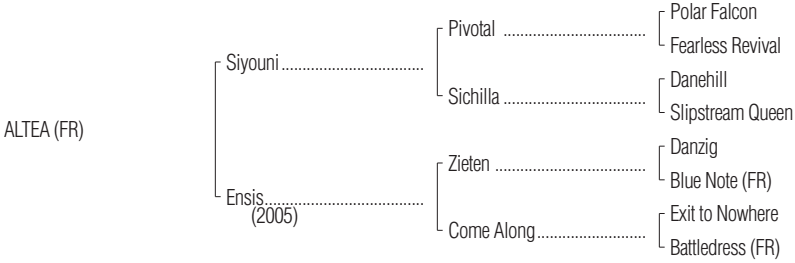 Polar Falcon
Pivotal ................................
Fearless Revival
Siyouni................................
Danehill
Sichilla ................................
Slipstream Queen
ALTEA (FR)
Danzig
Zieten ................................
Blue Note (FR)
Ensis....................................
(2005)
Exit to Nowhere
Come Along........................
Battledress (FR)